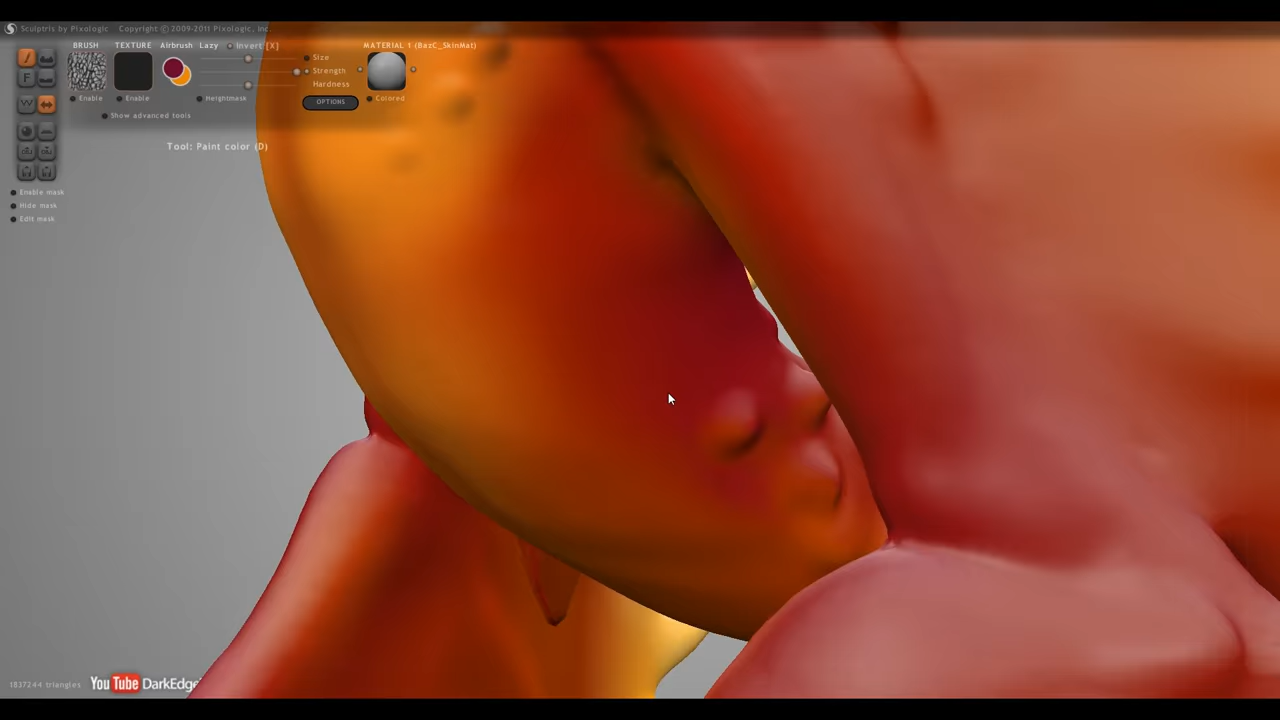 Sculptris by Pixologic Copyright © 2009-2011 Pixologic, Inc.
BRUSH TEXTURE Airbrush Lazy Invert [X] MATERIAL 1 (BazC_SkinMat)
Size
F Strength
Hardness
Enable Enable Heightmask OPTIONS Colored
Show advanced tools
Tool: Paint color (D)
Enable mask
Hide mask
Edit mask
1837244 triangles YouTube DarkEdge